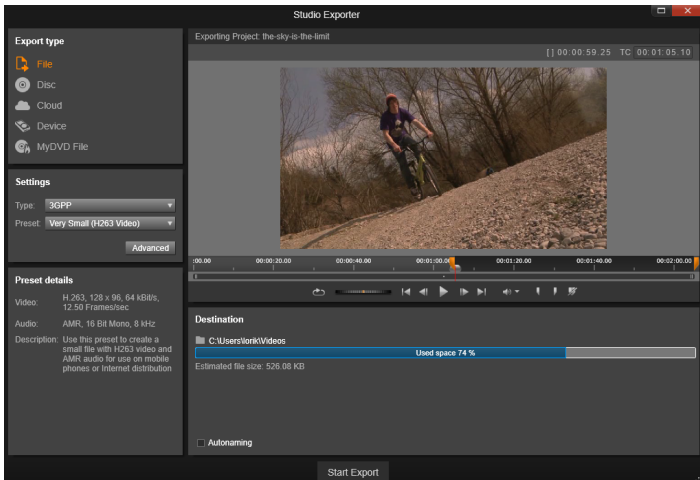 Studio Exporter
Export type
File
Disc
Cloud
Device
MyDVD File
Settings
Type: 3GPP
Preset: Very Small (H263 Video)
Advanced
Preset details
Video: H.263, 128 x 96, 64 kBit/s,
12.50 Frames/sec
Audio: AMR, 16 Bit Mono, 8 kHz
Description: Use this preset to create a
small file with H263 video and
AMR audio for use on mobile
phones or Internet distribution
Exporting Project: the-sky-is-the-limit
[ ] 00:00:59.25 TC 00:01:05.10
:00.00 00:00:20.00 00:00:40.00 00:01:00.0 00:01:20.00 00:01:40.00 00:02:00.00
Destination
C:\Users\lorik\Videos
Used space 74 %
Estimated file size: 526.08 KB
Autonaming
Start Export